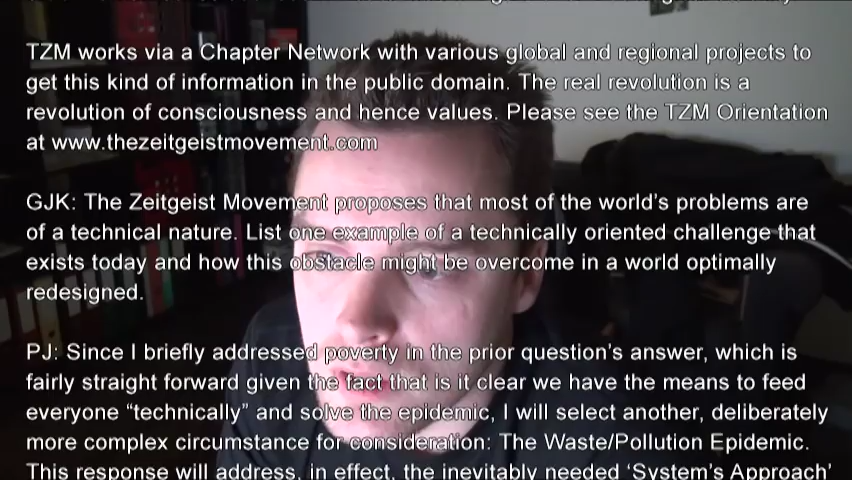 TZM works via a Chapter Network with various global and regional projects to
get this kind of information in the public domain. The real revolution is a
revolution of consciousness and hence values. Please see the TZM Orientation
at www.thezeitgeistmovement.com
GJK: The Zeitgeist Movement proposes that most of the world's problems are
of a technical nature. List one example of a technically oriented challenge that
exists today and how this obstacle might be overcome in a world optimally
redesigned.
PJ: Since I briefly addressed poverty in the prior question's answer, which is
fairly straight forward given the fact that is it clear we have the means to feed
everyone “technically” and solve the epidemic, I will select another, deliberately
more complex circumstance for consideration: The Waste/Pollution Epidemic.
This response will address, in effect, the inevitably needed ‘System's Approach’